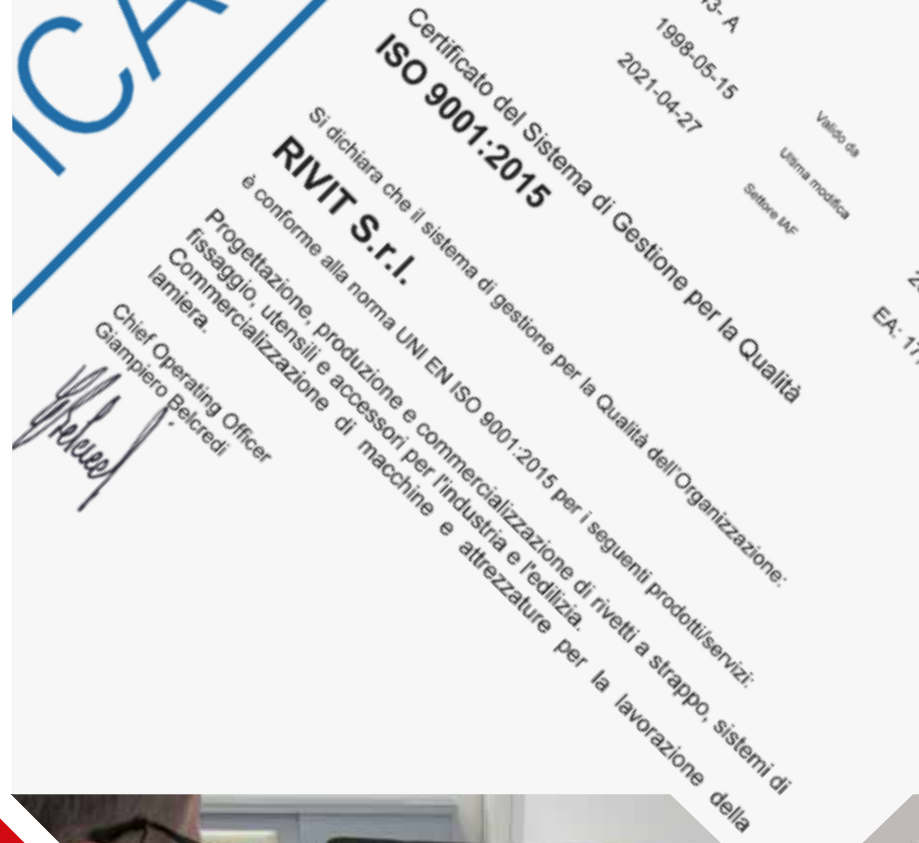 ICA
3- A
1998-05-15
2021-04-27
Valido da
Ultima modifica
Settore IAF
EA: 17,
Certificato del Sistema di Gestione per la Qualità
ISO 9001:2015
Si dichiara che il sistema di gestione per la Qualità dell'Organizzazione:
RIVIT S.r.l.
è conforme alla norma UNI EN ISO 9001:2015 per i seguenti prodotti/servizi:
Progettazione, produzione e commercializzazione di rivetti a strappo, sistemi di
fissaggio, utensili e accessori per l'industria e l'edilizia.
Commercializzazione di macchine e attrezzature per la lavorazione della
lamiera.
Chief Operating Officer
Giampiero Belcredi